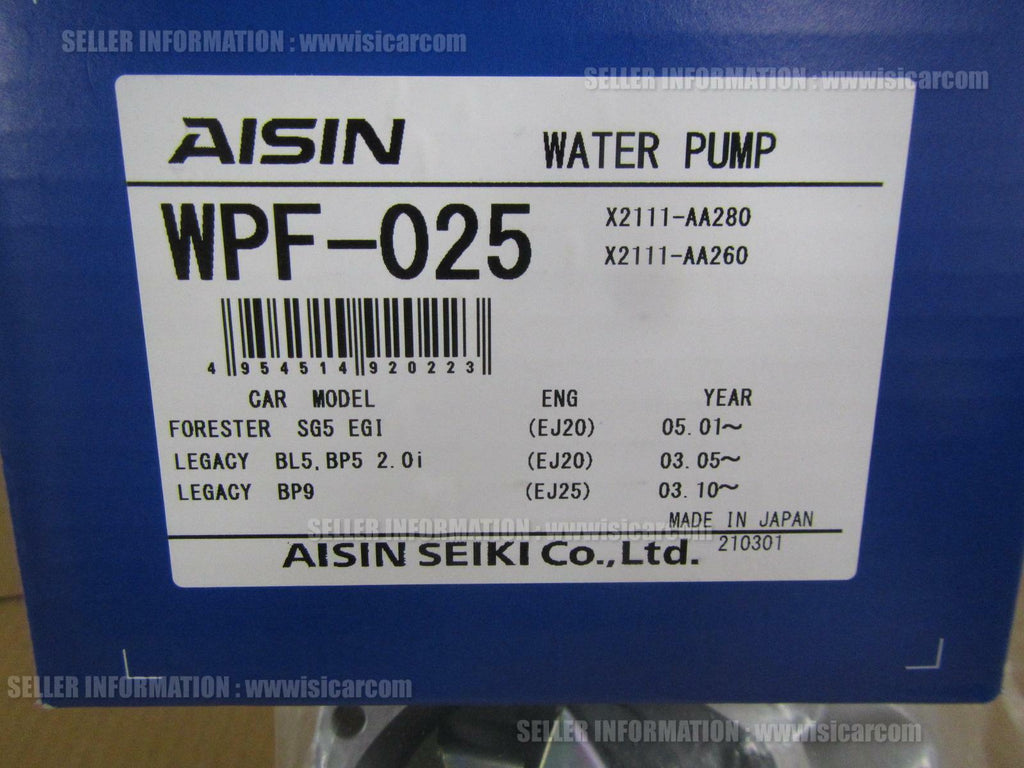 SELLER INFORMATION : wwwisicarcom
SELLER INFORMATION : wwwisicarcom
AISIN WATER PUMP
WPF-025 X2111-AA280
X2111-AA260
4 954514 920223
CAR MODEL ENG YEAR
FORESTER SG5 EGI (EJ20) 05.01~
LEGACY BL5,BP5 2.0i (EJ20) 03.05~
LEGACY BP9 (EJ25) 03.10~
MADE IN JAPAN
SELLER INFORMATION : wwwisicarcom
AISIN SEIKI Co.,Ltd. 210301
SELLER INFORMATION : wwwisicarcom
SELLER INFORMATION : wwwisicarcom